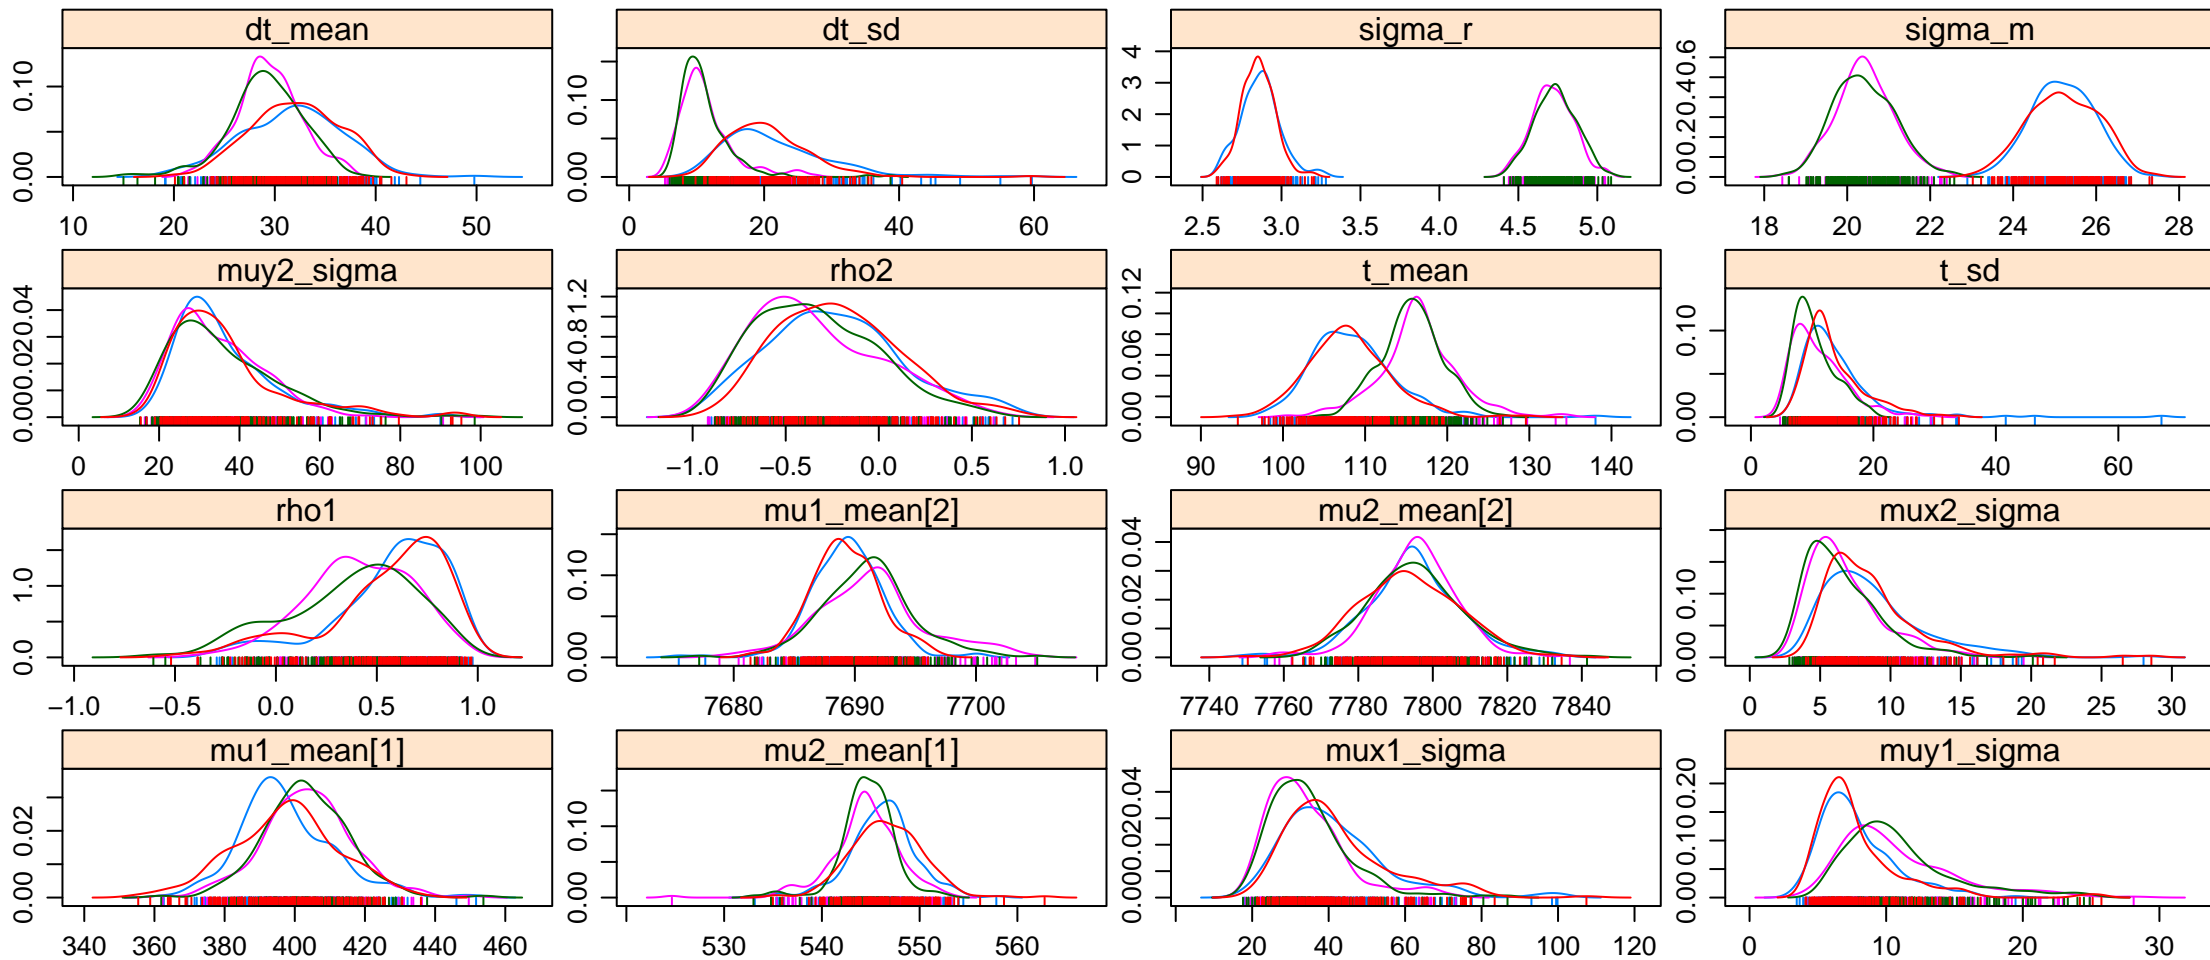 dt_mean dt_sd sigma_r sigma_m
0.00 0.10 0.00 0.10 0 1 2 3 4 0.0 0.2 0.4 0.6
10 20 30 40 50 0 20 40 60 2.5 3.0 3.5 4.0 4.5 5.0 18 20 22 24 26 28
muy2_sigma rho2 t_mean t_sd
0.00 0.02 0.04 0.0 0.4 0.8 1.2 0.00 0.06 0.12 0.00 0.10
0 20 40 60 80 100 −1.0 −0.5 0.0 0.5 1.0 90 100 110 120 130 140 0 20 40 60
rho1 mu1_mean[2] mu2_mean[2] mux2_sigma
0.0 1.0 0.00 0.10 0.00 0.02 0.04 0.00 0.10
−1.0 −0.5 0.0 0.5 1.0 7680 7690 7700 7740 7760 7780 7800 7820 7840 0 5 10 15 20 25 30
mu1_mean[1] mu2_mean[1] mux1_sigma muy1_sigma
0.00 0.02 0.00 0.10 0.00 0.02 0.04 0.00 0.10 0.20
340 360 380 400 420 440 460 530 540 550 560 20 40 60 80 100 120 0 10 20 30